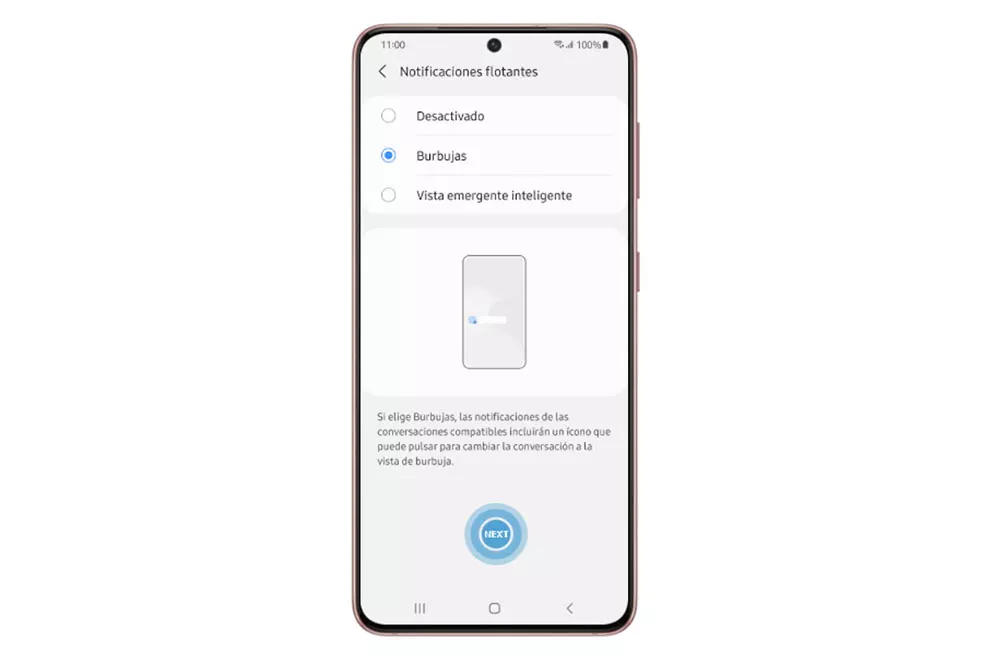 11:00
100%
Notificaciones flotantes
Desactivado
Burbujas
Vista emergente inteligente
Si elige Burbujas, las notificaciones de las
conversaciones compatibles incluirán un ícono que
puede pulsar para cambiar la conversación a la
vista de burbuja.
NEXT